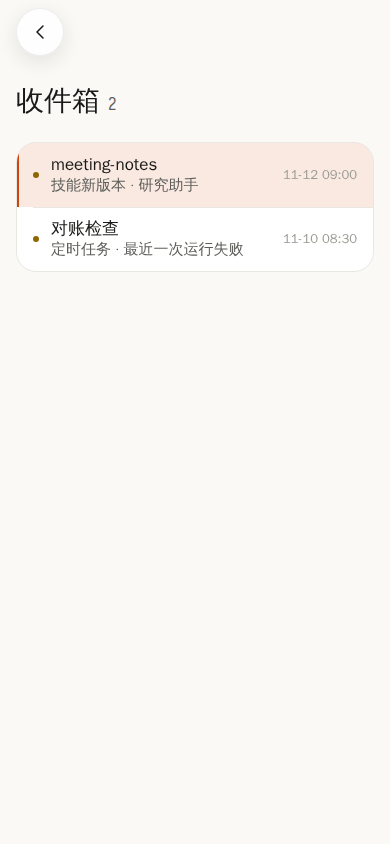 收件箱 2
meeting-notes
技能新版本 · 研究助手
11-12 09:00
对账检查
定时任务 · 最近一次运行失败
11-10 08:30